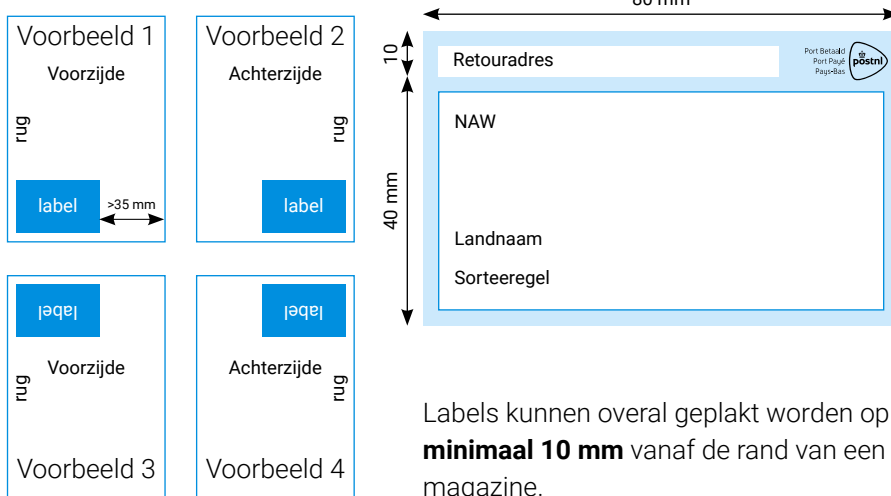 Voorbeeld 1
Voorzijde
rug
label
>35 mm
Voorbeeld 2
Achterzijde
rug
label
label
Voorzijde
rug
Voorbeeld 3
label
Achterzijde
rug
Voorbeeld 4
10
40 mm
Retouradres
Port Betaald
Port Payé
Pays-Bas
postnl
NAW
Landnaam
Sorteeregel
Labels kunnen overal geplakt worden op
minimaal 10 mm vanaf de rand van een
magazine.